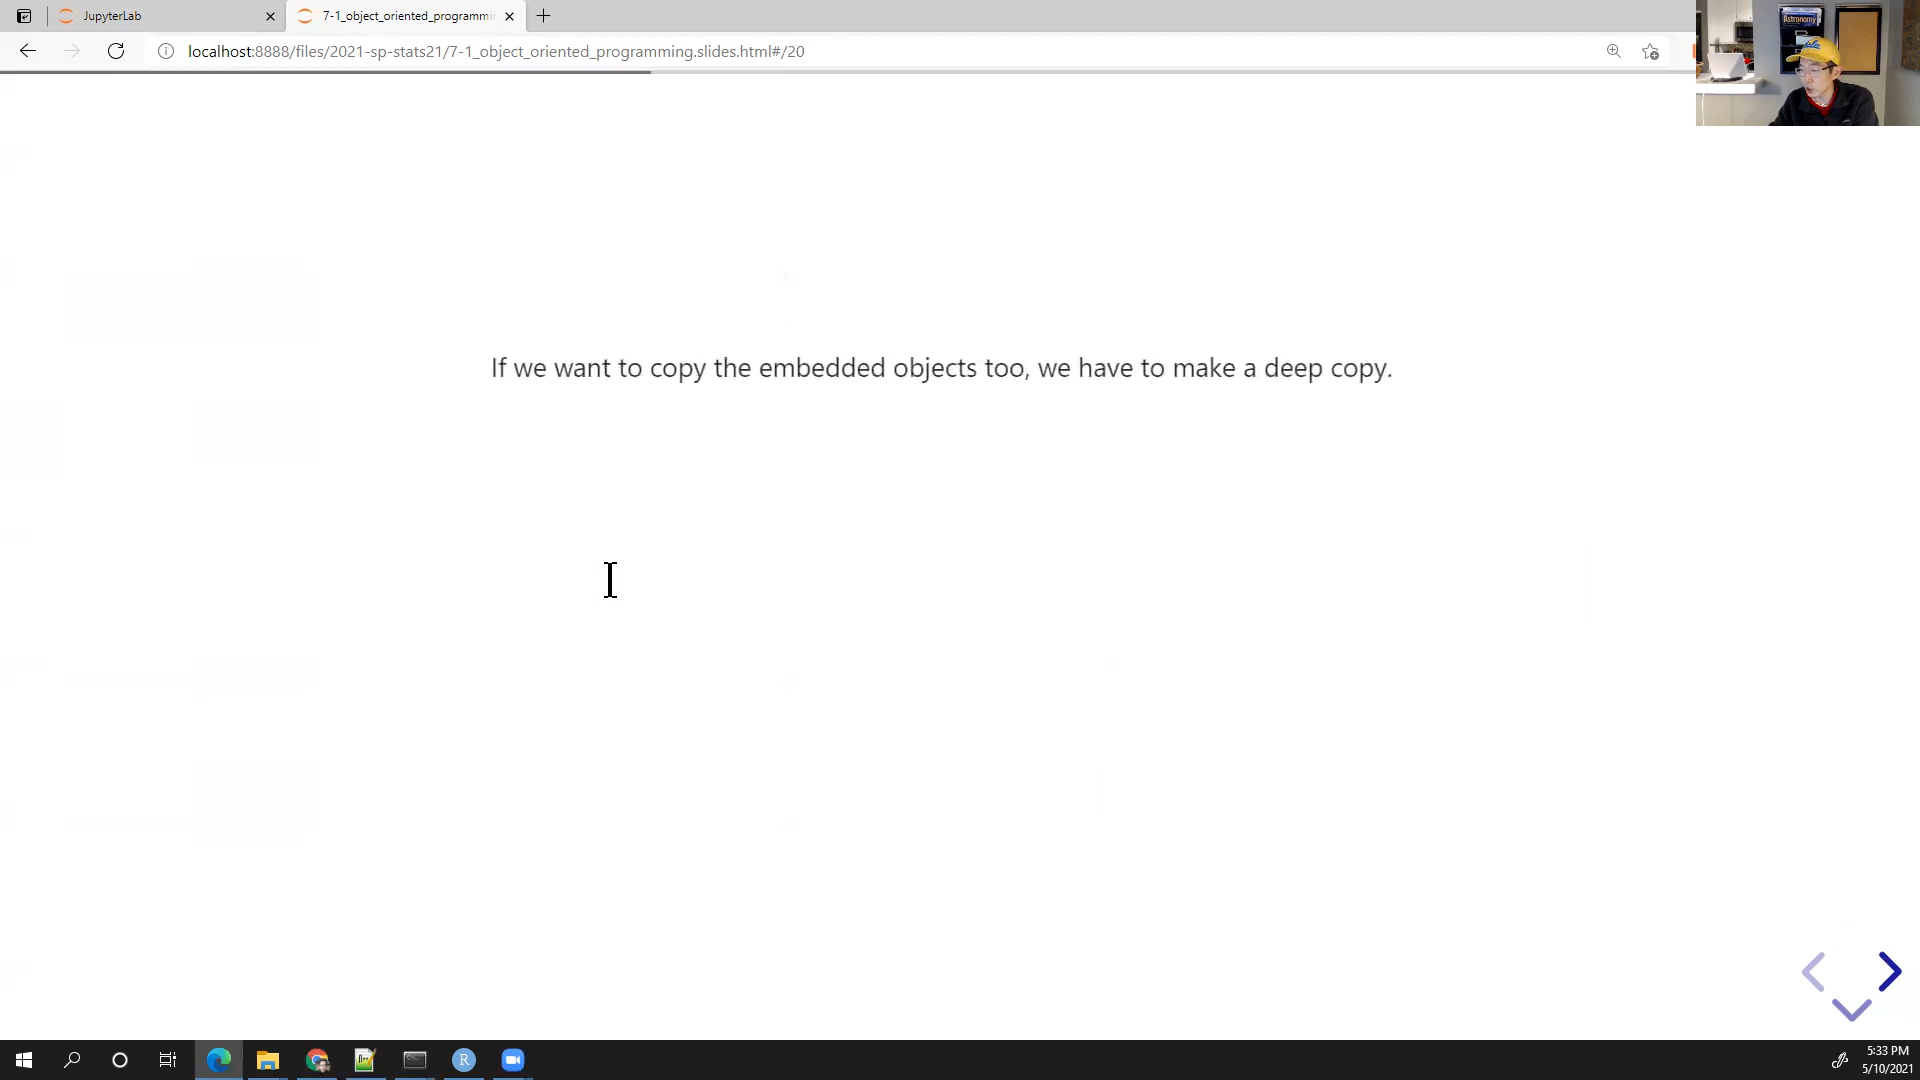 JupyterLab
7-1_object_oriented_programmin
localhost:8888/files/2021-sp-stats21/7-1_object_oriented_programming.slides.html#/20
Astronomy
If we want to copy the embedded objects too, we have to make a deep copy.
R
5:33 PM
5/10/2021